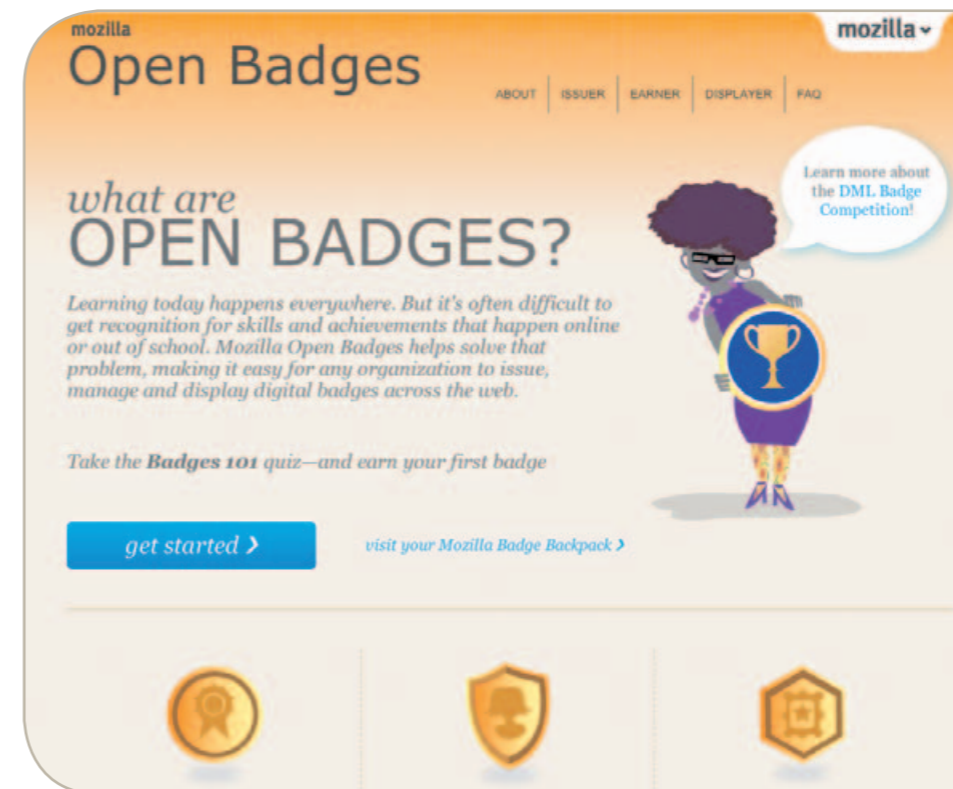 mozilla
Open Badges
mozilla
ABOUT ISSUER EARNER DISPLAYER FAQ
what are
OPEN BADGES?
Learning today happens everywhere. But it's often difficult to
get recognition for skills and achievements that happen online
or out of school. Mozilla Open Badges helps solve that
problem, making it easy for any organization to issue,
manage and display digital badges across the web.
Take the Badges 101 quiz—and earn your first badge
get started ❯
visit your Mozilla Badge Backpack ❯
Learn more about
the DML Badge
Competition!